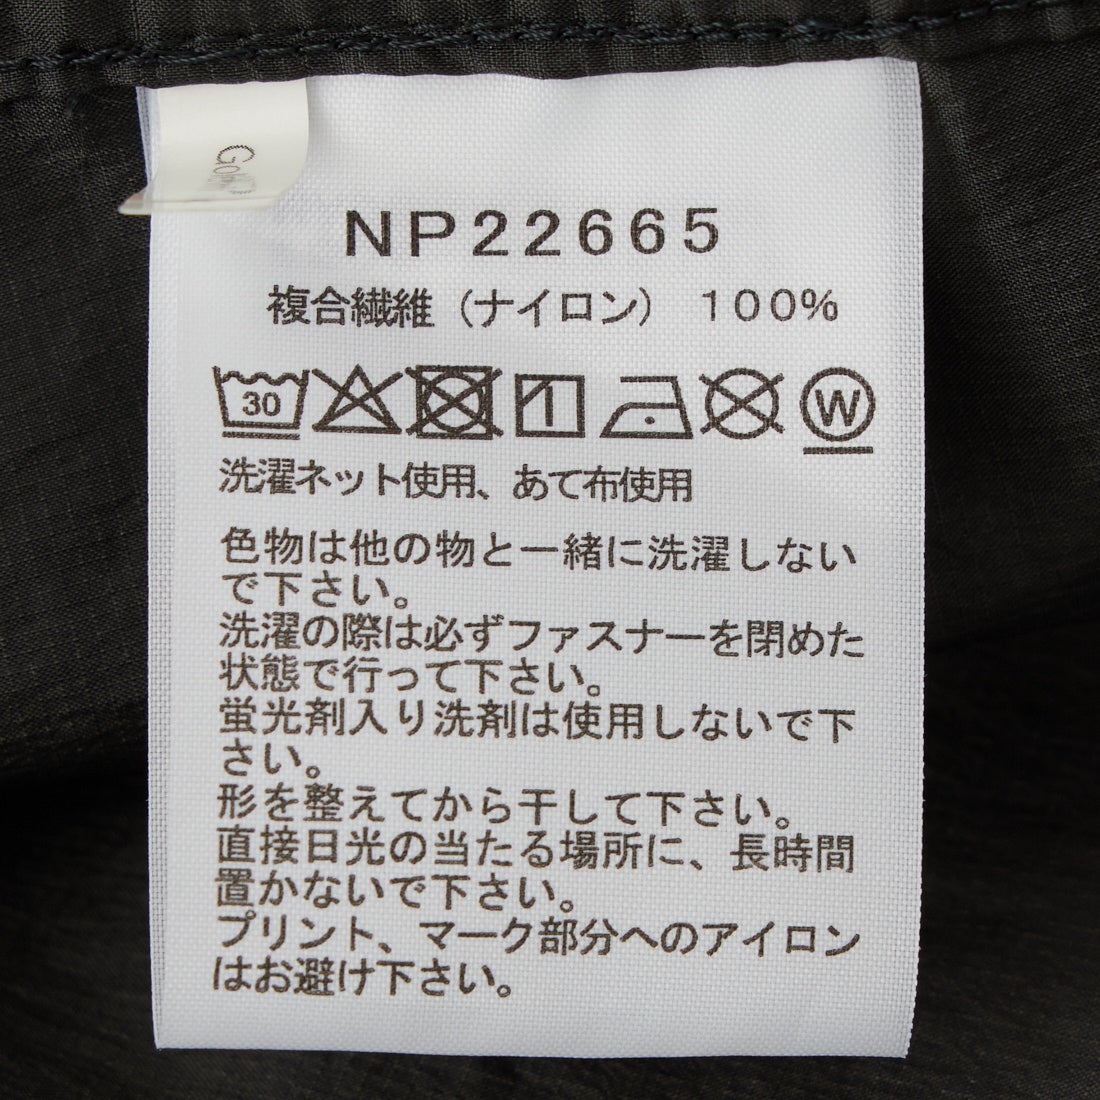 NP22665
複合繊維（ナイロン） 100%
30
W
洗濯ネット使用、あて布使用
色物は他の物と一緒に洗濯しない
で下さい。
洗濯の際は必ずファスナーを閉めた
状態で行って下さい。
蛍光剤入り洗剤は使用しないで下
さい。
形を整えてから干して下さい。
直接日光の当たる場所に、長時間
置かないで下さい。
プリント、マーク部分へのアイロン
はお避け下さい。